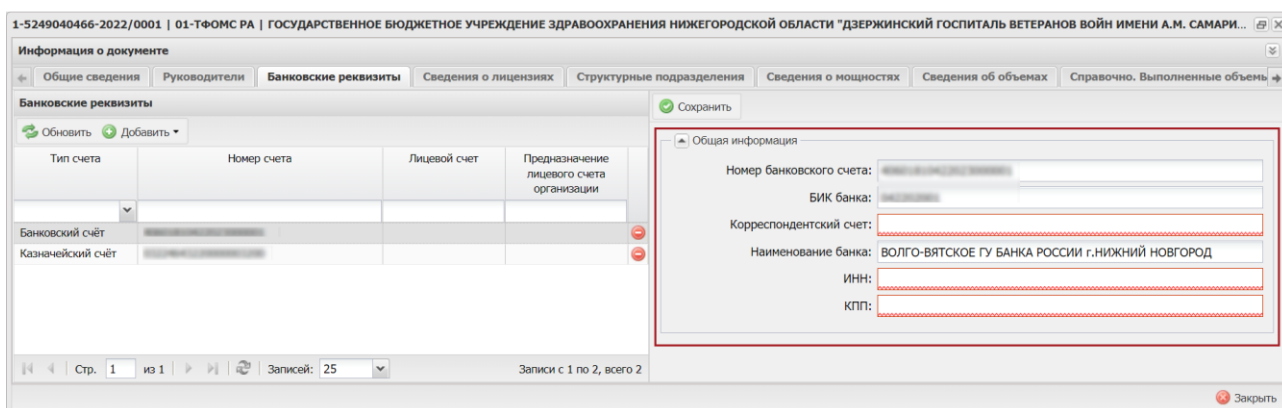 1-5249040466-2022/0001 | 01-ТФОМС РА | ГОСУДАРСТВЕННОЕ БЮДЖЕТНОЕ УЧРЕЖДЕНИЕ ЗДРАВООХРАНЕНИЯ НИЖЕГОРОДСКОЙ ОБЛАСТИ "ДЗЕРЖИНСКИЙ ГОСПИТАЛЬ ВЕТЕРАНОВ ВОЙН ИМЕНИ А.М. САМАРИ...
Информация о документе
Общие сведения Руководители Банковские реквизиты Сведения о лицензиях Структурные подразделения Сведения о мощностях Сведения об объемах Справочно. Выполненные объемы
Банковские реквизиты
Обновить Добавить
Тип счета Номер счета Лицевой счет Предназначение
лицевого счета
организации
Банковский счёт
Казначейский счёт
Стр. 1 из 1 Записей: 25 Записи с 1 по 2, всего 2
Сохранить
Общая информация
Номер банковского счета:
БИК банка:
Корреспондентский счет:
Наименование банка: ВОЛГО-ВЯТСКОЕ ГУ БАНКА РОССИИ г.НИЖНИЙ НОВГОРОД
ИНН:
КПП:
Закрыть